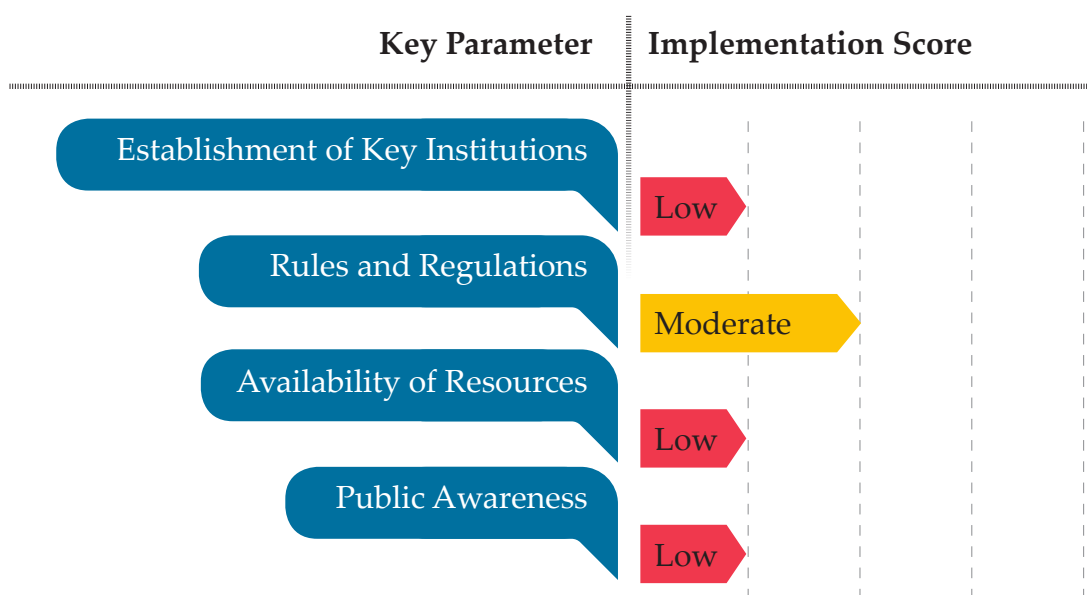 Key Parameter
Implementation Score
Establishment of Key Institutions
Low
Rules and Regulations
Moderate
Availability of Resources
Low
Public Awareness
Low